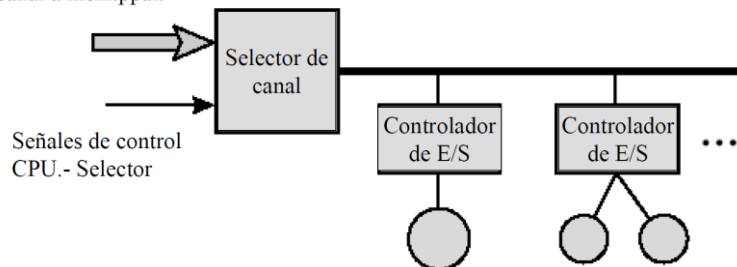 Selector de
canal
Señales de control
CPU.- Selector
Controlador
de E/S
Controlador
de E/S
...